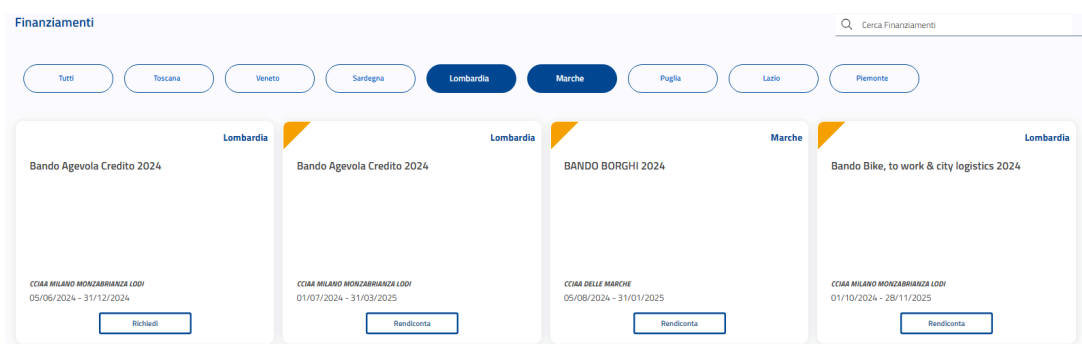 Finanziamenti
Cerca Finanziamenti
Tutti
Toscana
Veneto
Sardegna
Lombardia
Marche
Puglia
Lazio
Piemonte
Lombardia
Bando Agevola Credito 2024
CCIAA MILANO MONZABRIANZA LODI
05/06/2024 - 31/12/2024
Richiedi
Lombardia
Bando Agevola Credito 2024
CCIAA MILANO MONZABRIANZA LODI
01/07/2024 - 31/03/2025
Rendiconta
Marche
BANDO BORGHI 2024
CCIAA DELLE MARCHE
05/08/2024 - 31/01/2025
Rendiconta
Lombardia
Bando Bike, to work & city logistics 2024
CCIAA MILANO MONZABRIANZA LODI
01/10/2024 - 28/11/2025
Rendiconta